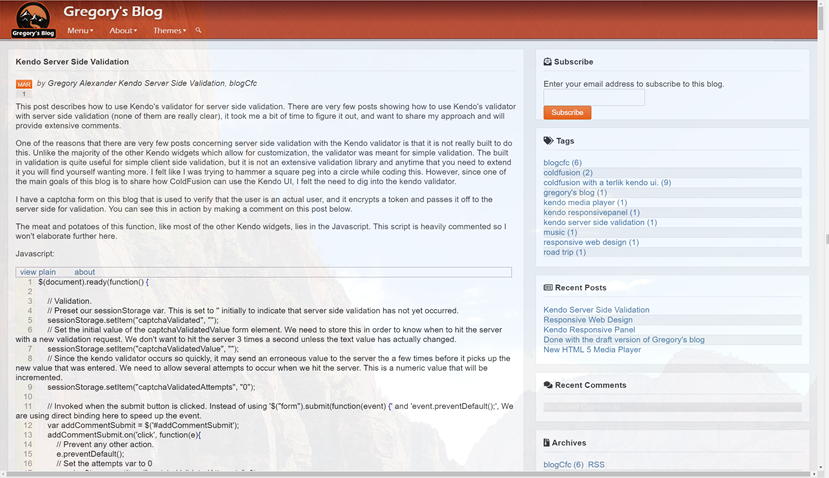 Gregory's Blog
Gregory's Blog
Menu
About
Themes
Kendo Server Side Validation
MAR
1
by Gregory Alexander Kendo Server Side Validation, blogCfc
This post describes how to use Kendo's validator for server side validation. There are very few posts showing how to use Kendo's validator
with server side validation (none of them are really clear), it took me a bit of time to figure it out, and want to share my approach and will
provide extensive comments.
One of the reasons that there are very few posts concerning server side validation with the Kendo validator is that it is not really built to do
this. Unlike the majority of the other Kendo widgets which allow for customization, the validator was meant for simple validation. The built
in validation is quite useful for simple client side validation, but it is not an extensive validation library and anytime that you need to extend
it you will find yourself wanting more. I felt like I was trying to hammer a square peg into a circle while coding this. However, since one of
the main goals of this blog is to share how ColdFusion can use the Kendo UI, I felt the need to dig into the kendo validator.
I have a captcha form on this blog that is used to verify that the user is an actual user, and it encrypts a token and passes it off to the
server side for validation. You can see this in action by making a comment on this post below.
The meat and potatoes of this function, like most of the other Kendo widgets, lies in the Javascript. This script is heavily commented so I
won't elaborate further here.
Javascript:
view plain about
1 $(document).ready(function() {
2
3 // Validation.
4 // Preset our sessionStorage var. This is set to '' initially to indicate that server side validation has not yet occurred.
5 sessionStorage.setItem("captchaValidated", "");
6 // Set the initial value of the captchaValidatedValue form element. We need to store this in order to know when to hit the server
with a new validation request. We don't want to hit the server 3 times a second unless the text value has actually changed.
7 sessionStorage.setItem("captchaValidatedValue", "");
8 // Since the kendo validator occurs so quickly, it may send an erroneous value to the server the a few times before it picks up the
new value that was entered. We need to allow several attempts to occur when we hit the server. This is a numeric value that will be
incremented.
9 sessionStorage.setItem("captchaValidatedAttempts", "0");
10
11 // Invoked when the submit button is clicked. Instead of using '$("form").submit(function(event) {' and 'event.preventDefault();', We
are using direct binding here to speed up the event.
12 var addCommentSubmit = $('#addCommentSubmit');
13 addCommentSubmit.on('click', function(e){
14 // Prevent any other action.
15 e.preventDefault();
16 // Set the attempts var to 0
Subscribe
Enter your email address to subscribe to this blog.
Subscribe
Tags
blogcfc (6)
coldfusion (2)
coldfusion with a terlik kendo ui. (9)
gregory's blog (1)
kendo media player (1)
kendo responsivepanel (1)
kendo server side validation (1)
music (1)
responsive web design (1)
road trip (1)
Recent Posts
Kendo Server Side Validation
Responsive Web Design
Kendo Responsive Panel
Done with the draft version of Gregory's blog
New HTML 5 Media Player
Recent Comments
Archives
blogCfc (6) RSS